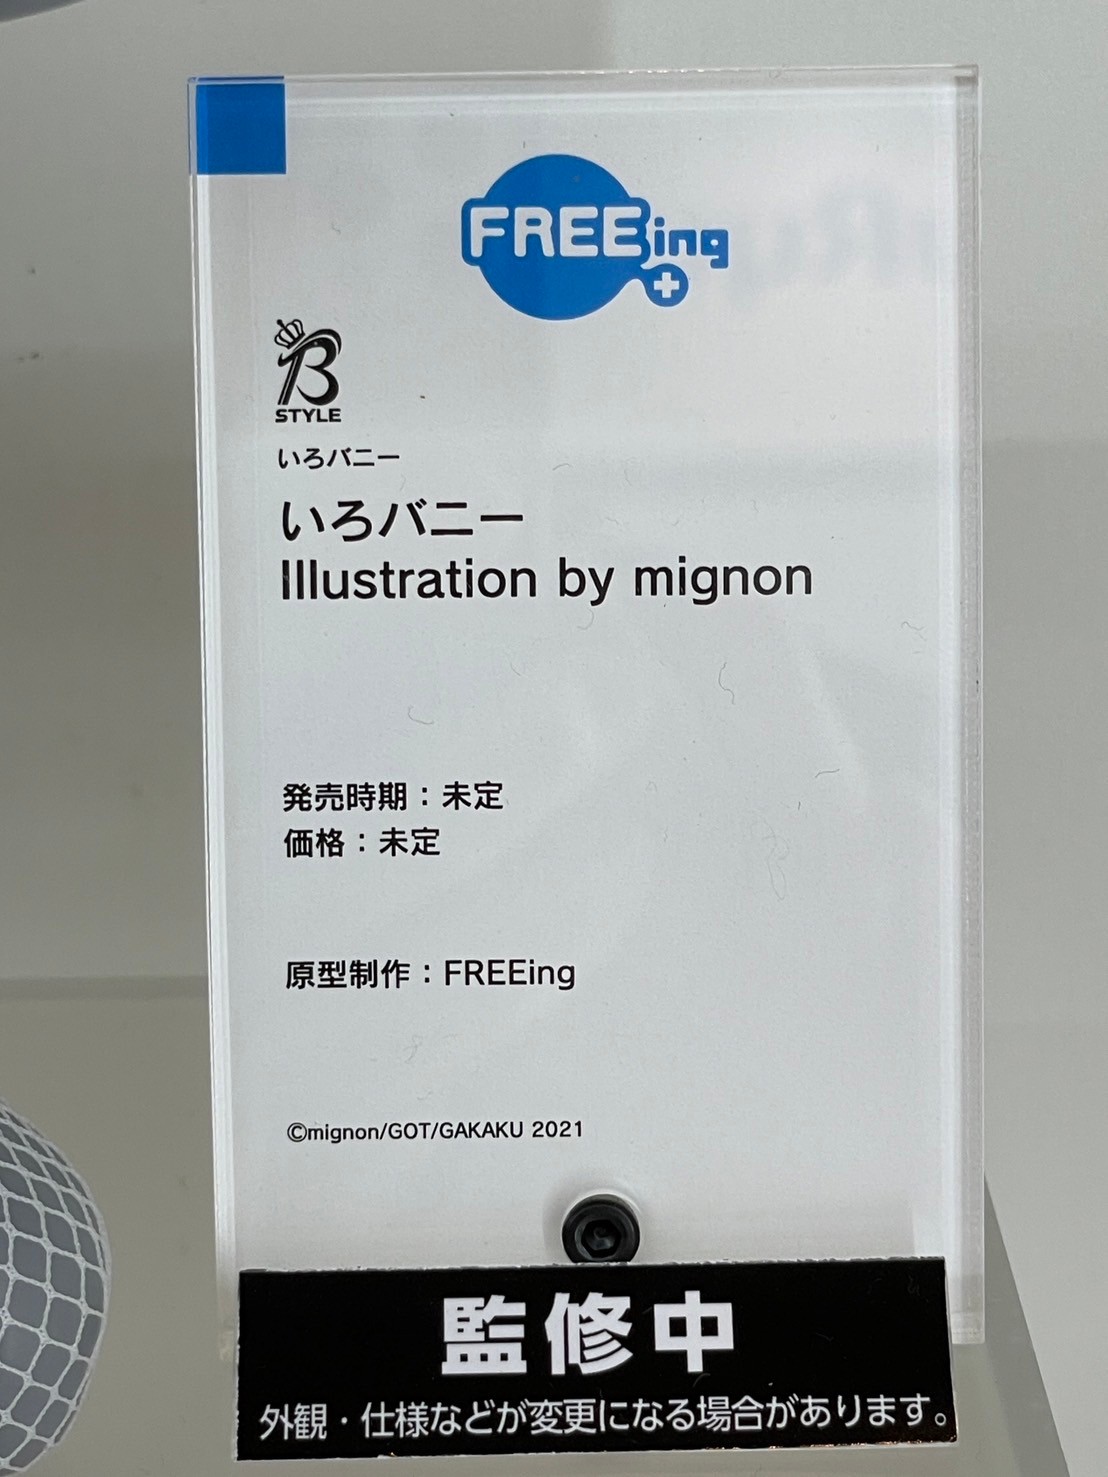 FREEing
B
STYLE
いろバニー
いろバニー
Illustration by mignon
発売時期：未定
価格：未定
原型制作：FREEing
©mignon/GOT/GAKAKU 2021
監修中
外観・仕様などが変更になる場合があります。